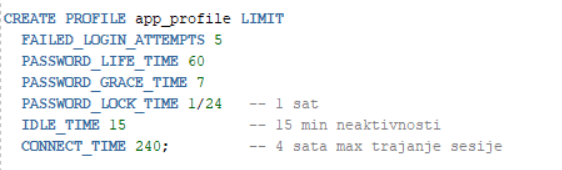 CREATE PROFILE app_profile LIMIT
FAILED_LOGIN_ATTEMPTS 5
PASSWORD_LIFE_TIME 60
PASSWORD_GRACE_TIME 7
PASSWORD_LOCK_TIME 1/24 -- 1 sat
IDLE_TIME 15 -- 15 min neaktivnosti
CONNECT_TIME 240; -- 4 sata max trajanje sesije